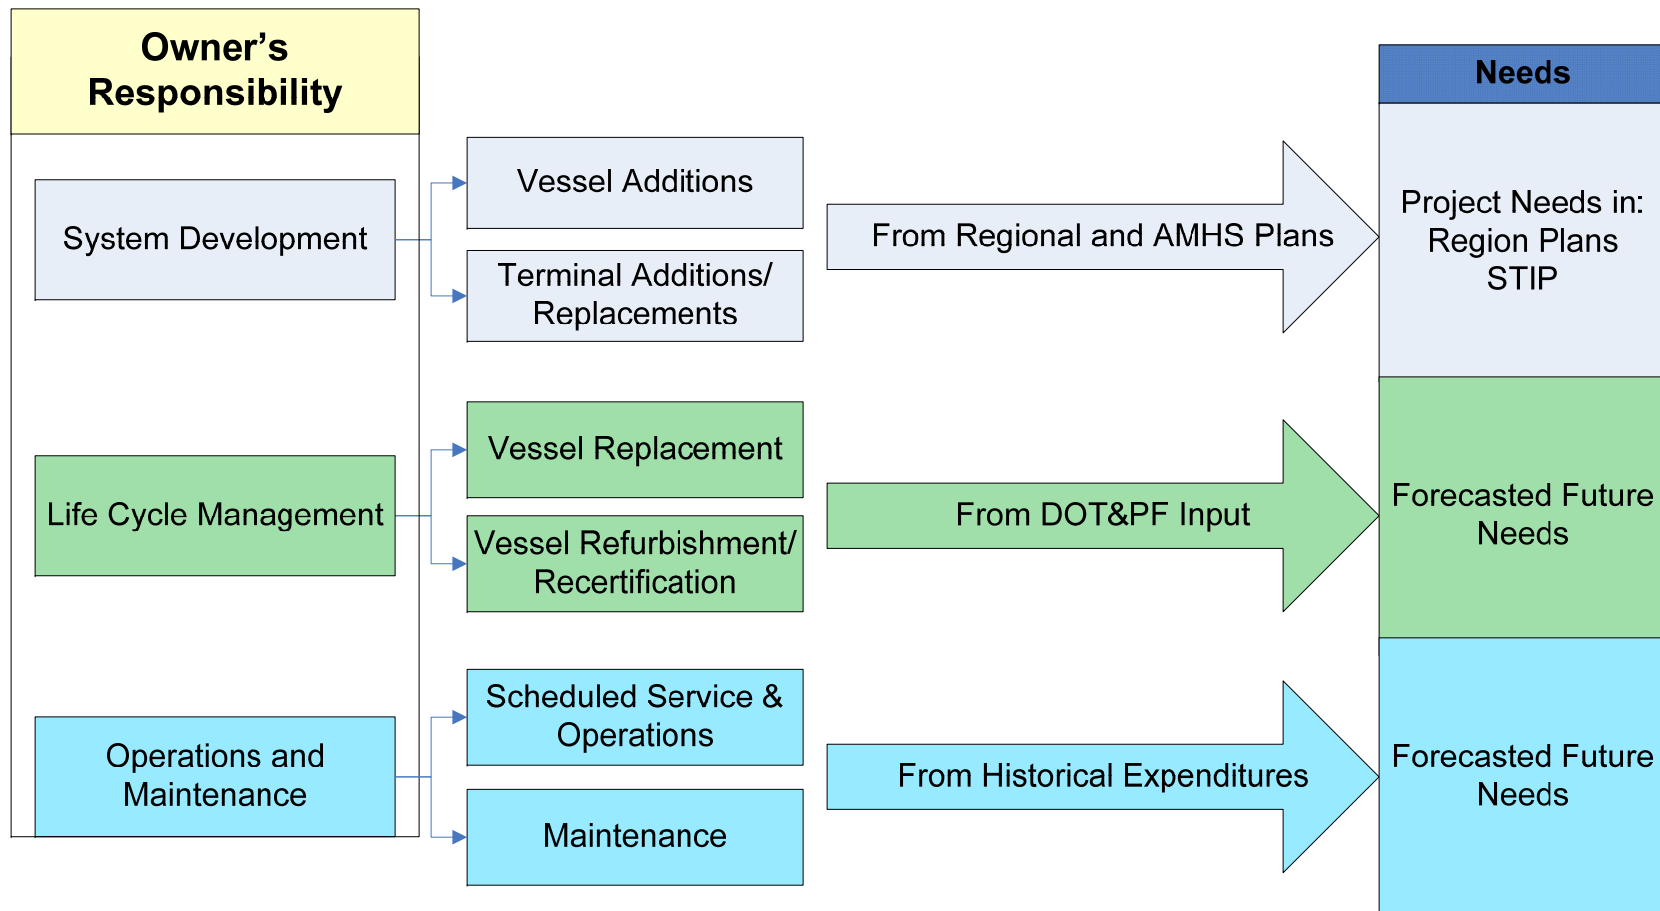 Owner's
Responsibility
Needs
System Development
Vessel Additions
Terminal Additions/
Replacements
From Regional and AMHS Plans
Project Needs in:
Region Plans
STIP
Life Cycle Management
Vessel Replacement
Vessel Refurbishment/
Recertification
From DOT&PF Input
Forecasted Future
Needs
Operations and
Maintenance
Scheduled Service &
Operations
Maintenance
From Historical Expenditures
Forecasted Future
Needs